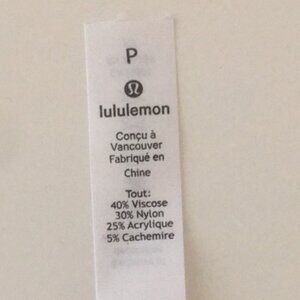 P
lululemon
Conçu à
Vancouver
Fabriqué en
Chine
Tout:
40% Viscose
30% Nylon
25% Acrylique
5% Cachemire